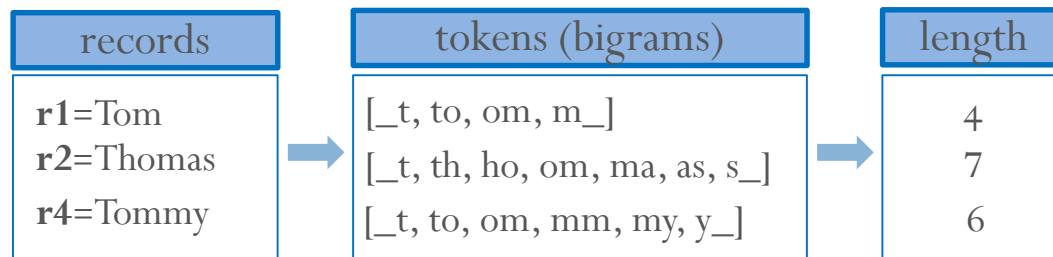 records tokens (bigrams) length
r1=Tom [_t, to, om, m_] 4
r2=Thomas [_t, th, ho, om, ma, as, s_] 7
r4=Tommy [_t, to, om, mm, my, y_] 6